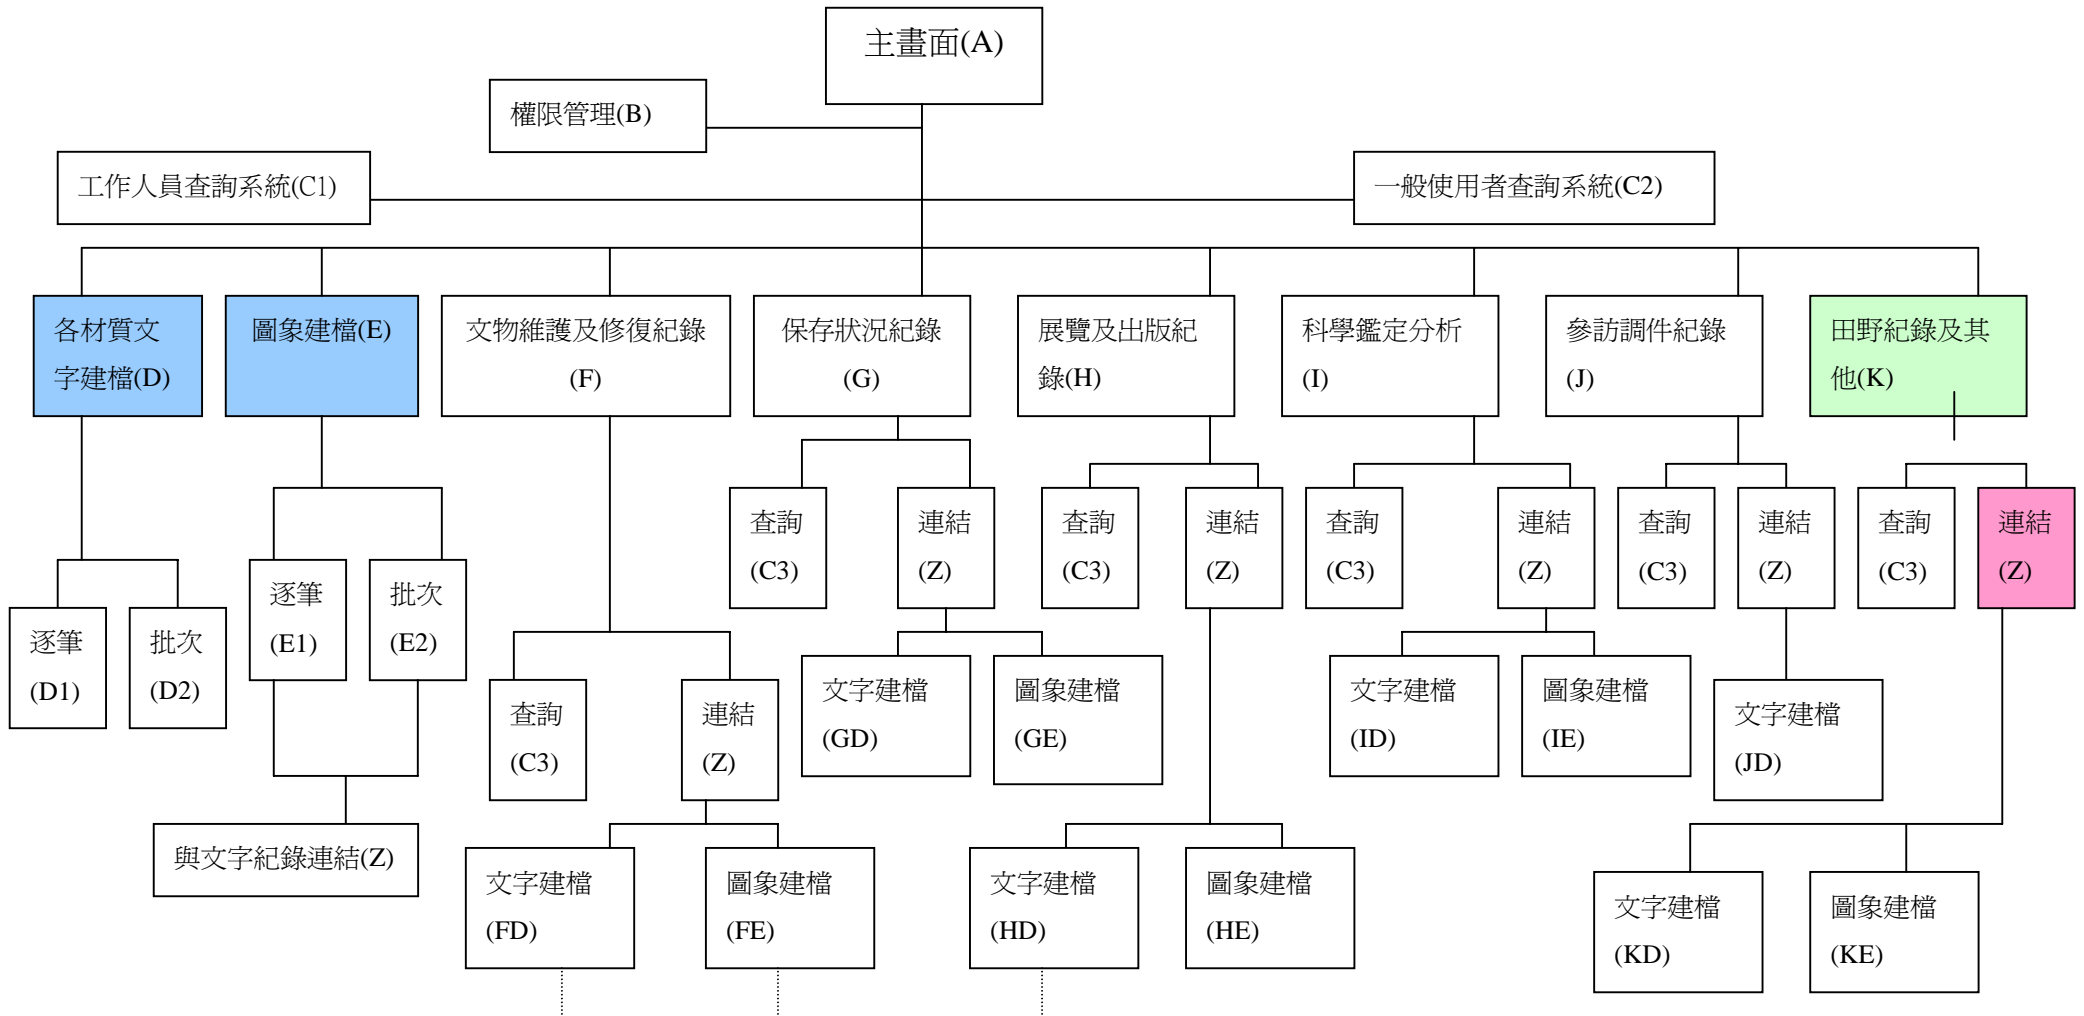 主畫面(A)
權限管理(B)
工作人員查詢系統(C1)
一般使用者查詢系統(C2)
各材質文
字建檔(D)
圖象建檔(E)
文物維護及修復紀錄
(F)
保存狀況紀錄
(G)
展覽及出版紀
錄(H)
科學鑑定分析
(I)
參訪調件紀錄
(J)
田野紀錄及其
他(K)
逐筆
(D1)
批次
(D2)
逐筆
(E1)
批次
(E2)
與文字紀錄連結(Z)
查詢
(C3)
連結
(Z)
文字建檔
(FD)
圖象建檔
(FE)
查詢
(C3)
連結
(Z)
文字建檔
(GD)
圖象建檔
(GE)
查詢
(C3)
連結
(Z)
文字建檔
(HD)
圖象建檔
(HE)
查詢
(C3)
連結
(Z)
文字建檔
(ID)
圖象建檔
(IE)
查詢
(C3)
連結
(Z)
文字建檔
(JD)
查詢
(C3)
連結
(Z)
文字建檔
(KD)
圖象建檔
(KE)